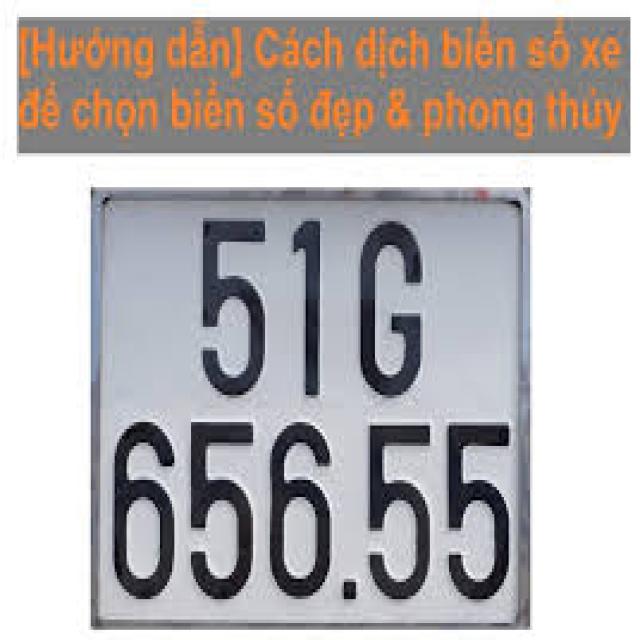 [Hướng dẫn] Cách dịch biển số xe
để chọn biển số đẹp & phong thủy
51G
656.55